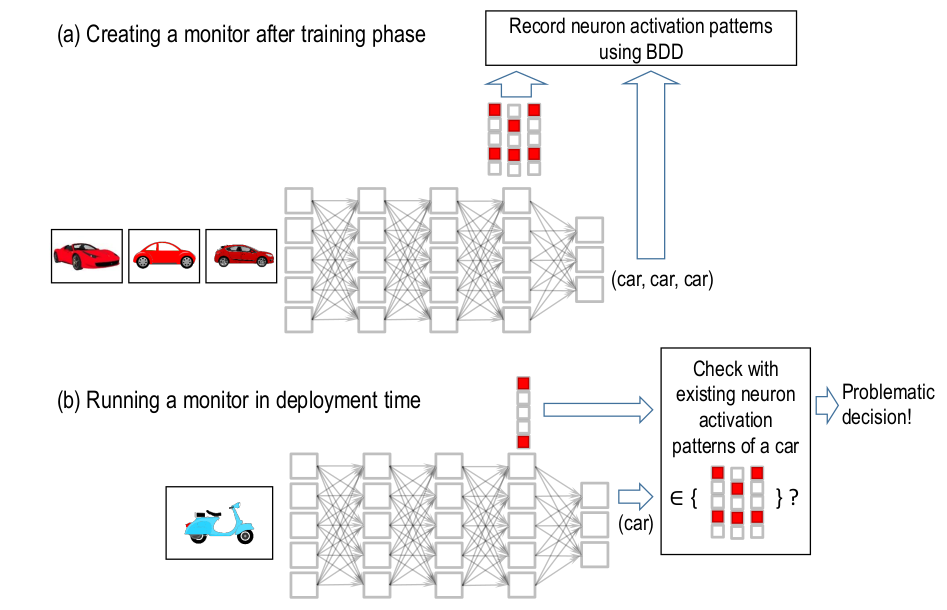 (a) Creating a monitor after training phase
Record neuron activation patterns
using BDD
(car, car, car)
(b) Running a monitor in deployment time
Check with
existing neuron
activation
patterns of a car
∈ { } ?
Problematic
decision!
(car)